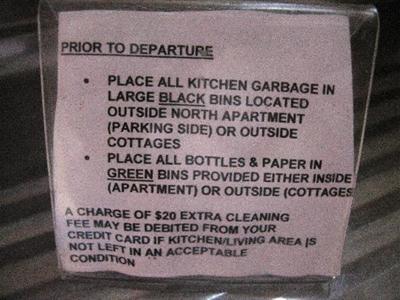 PRIOR TO DEPARTURE
• PLACE ALL KITCHEN GARBAGE IN
LARGE BLACK BINS LOCATED
OUTSIDE NORTH APARTMENT
(PARKING SIDE) OR OUTSIDE
COTTAGES
• PLACE ALL BOTTLES & PAPER IN
GREEN BINS PROVIDED EITHER INSIDE
(APARTMENT) OR OUTSIDE (COTTAGES
A CHARGE OF $20 EXTRA CLEANING
FEE MAY BE DEBITED FROM YOUR
CREDIT CARD IF KITCHEN/LIVING AREA IS
NOT LEFT IN AN ACCEPTABLE
CONDITION